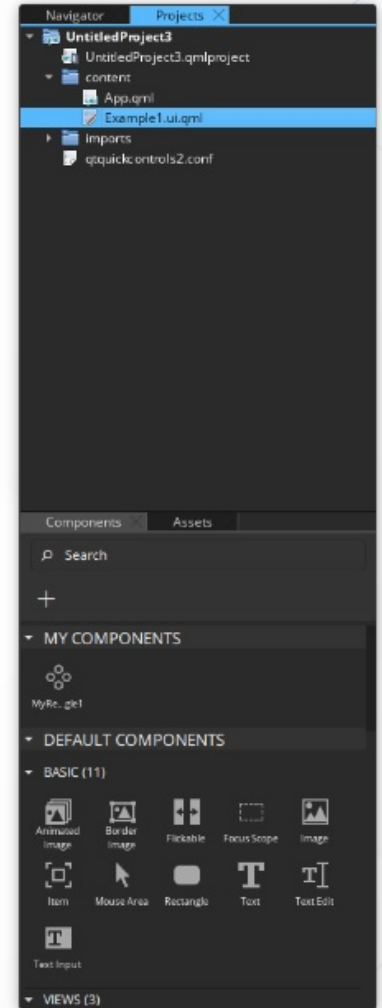 Navigator Projects
UntitledProject3
UntitledProject3.qmlproject
content
App.qml
Example1.ui.qml
imports
qtquickcontrols2.conf
Components Assets
Search
MY COMPONENTS
MyRe..gle1
DEFAULT COMPONENTS
BASIC (11)
Animated Image Border Image Flickable Focus Scope Image
Item Mouse Area Rectangle Text Text Edit
Text Input
VIEWS (3)